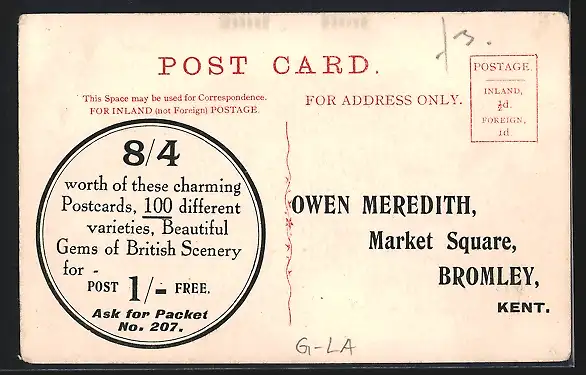 POST CARD.
This Space may be used for Correspondence.
FOR INLAND (not Foreign) POSTAGE.
FOR ADDRESS ONLY.
POSTAGE.
INLAND,
½d.
FOREIGN,
1d.
8/4
worth of these charming
Postcards, 100 different
varieties, Beautiful
Gems of British Scenery
for -
POST 1/- FREE.
Ask for Packet
No. 207.
OWEN MEREDITH,
Market Square,
BROMLEY,
KENT.
G-LA